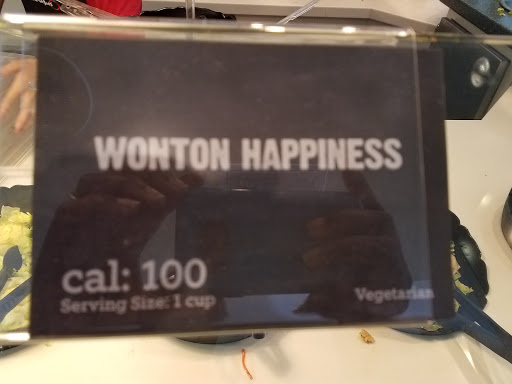 WONTON HAPPINESS
cal: 100
Serving Size: 1 cup
Vegetarian